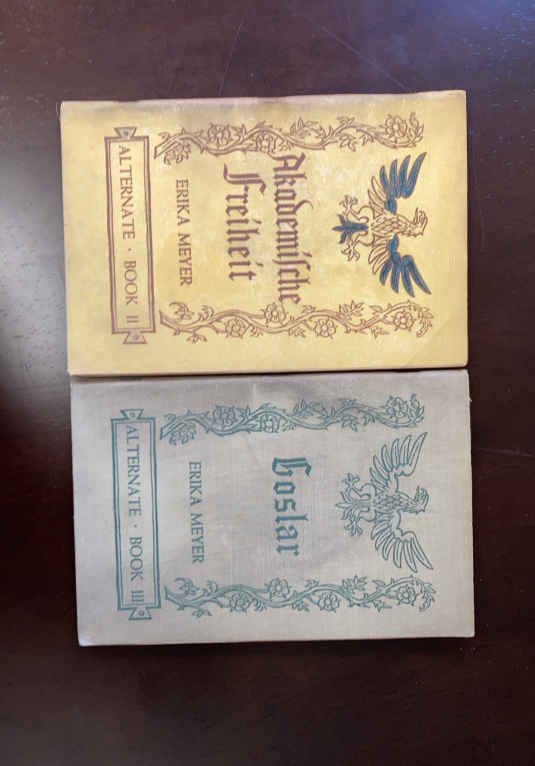 Akademiſche
Freiheit
ERIKA MEYER
ALTERNATE · BOOK II
Goslar
ERIKA MEYER
ALTERNATE · BOOK III